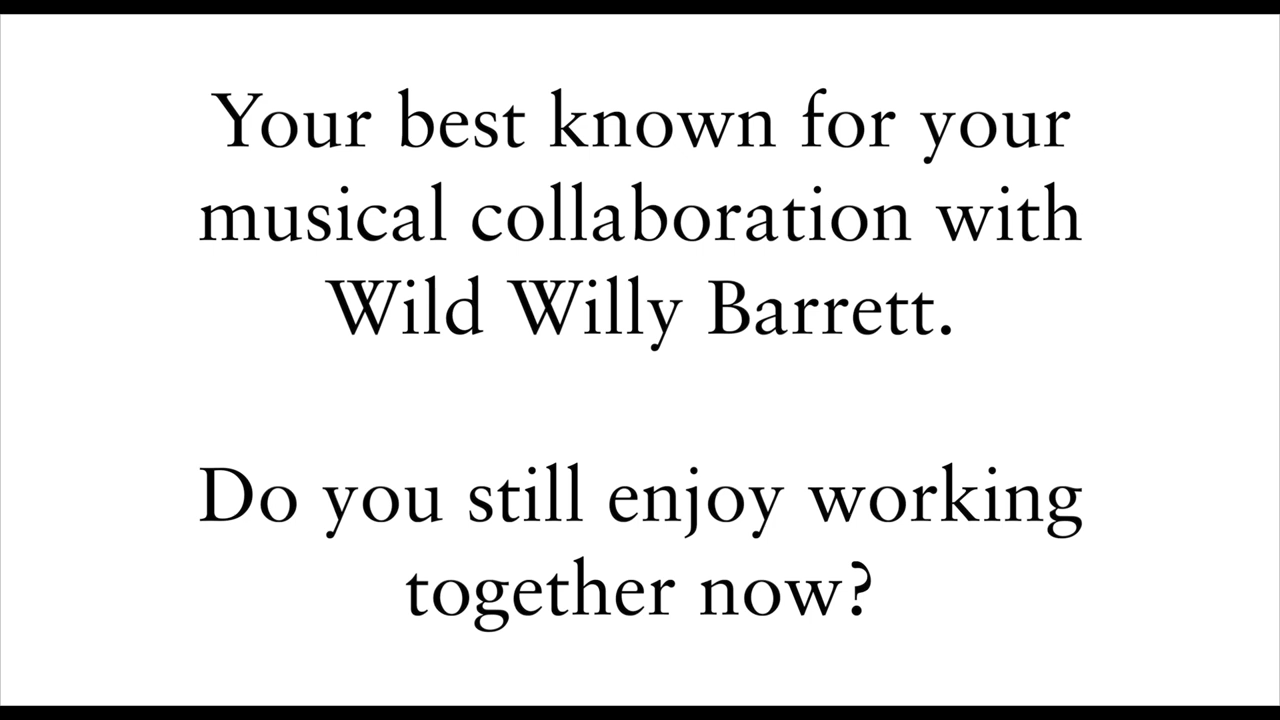 Your best known for your
musical collaboration with
Wild Willy Barrett.
Do you still enjoy working
together now?